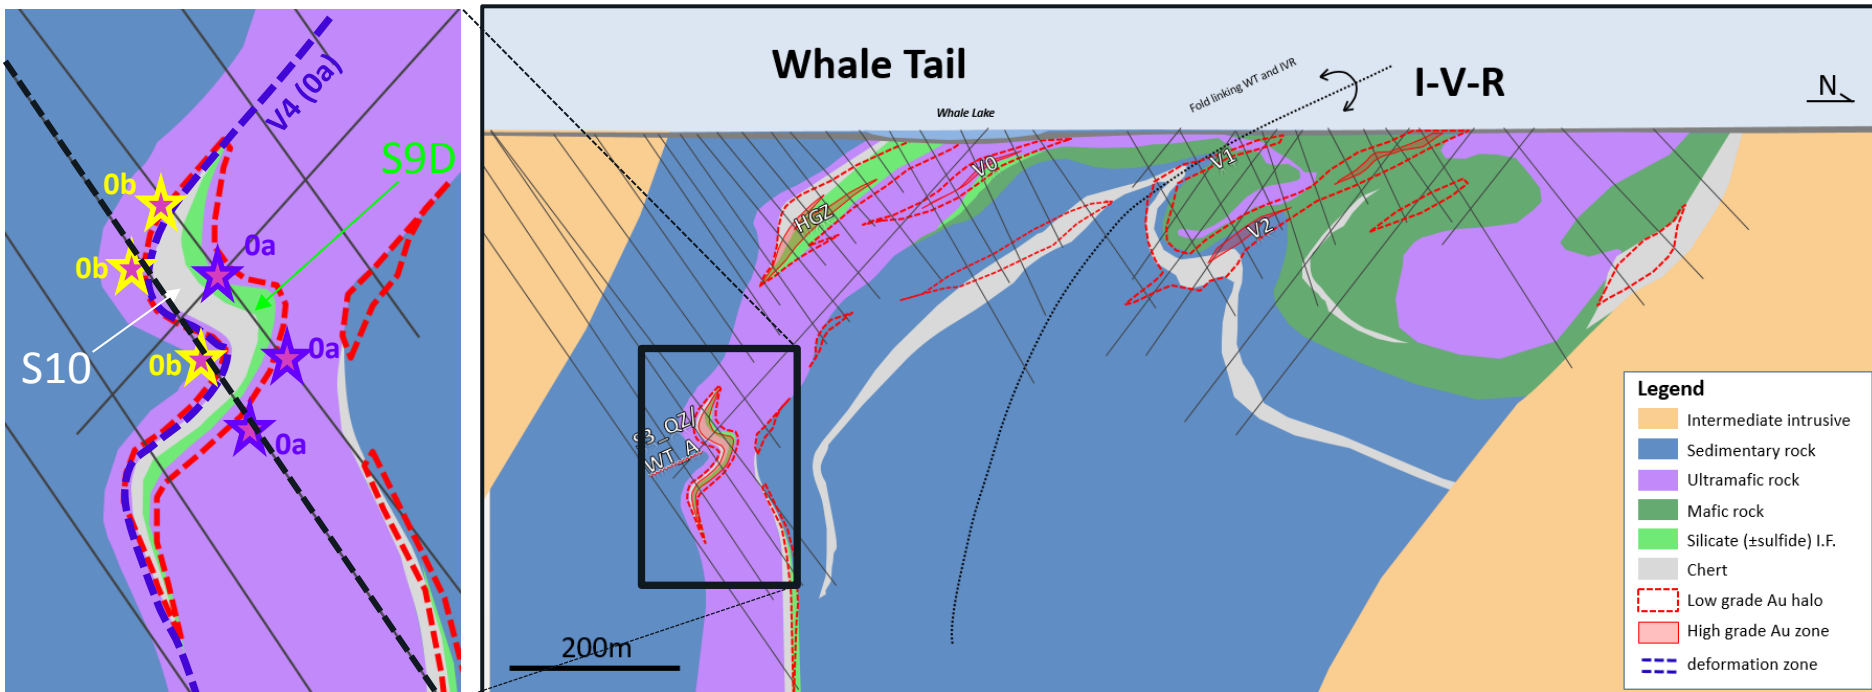 V4 (0a)
S9D
0b
0a
0b
0a
0b
S10
0a
Whale Tail
Fold linking WT and IVR
I-V-R
N
Whale Lake
V0
V1
HGZ
V2
S3_QZ/
WT_A
200m
Legend
Intermediate intrusive
Sedimentary rock
Ultramafic rock
Mafic rock
Silicate (±sulfide) I.F.
Chert
Low grade Au halo
High grade Au zone
deformation zone